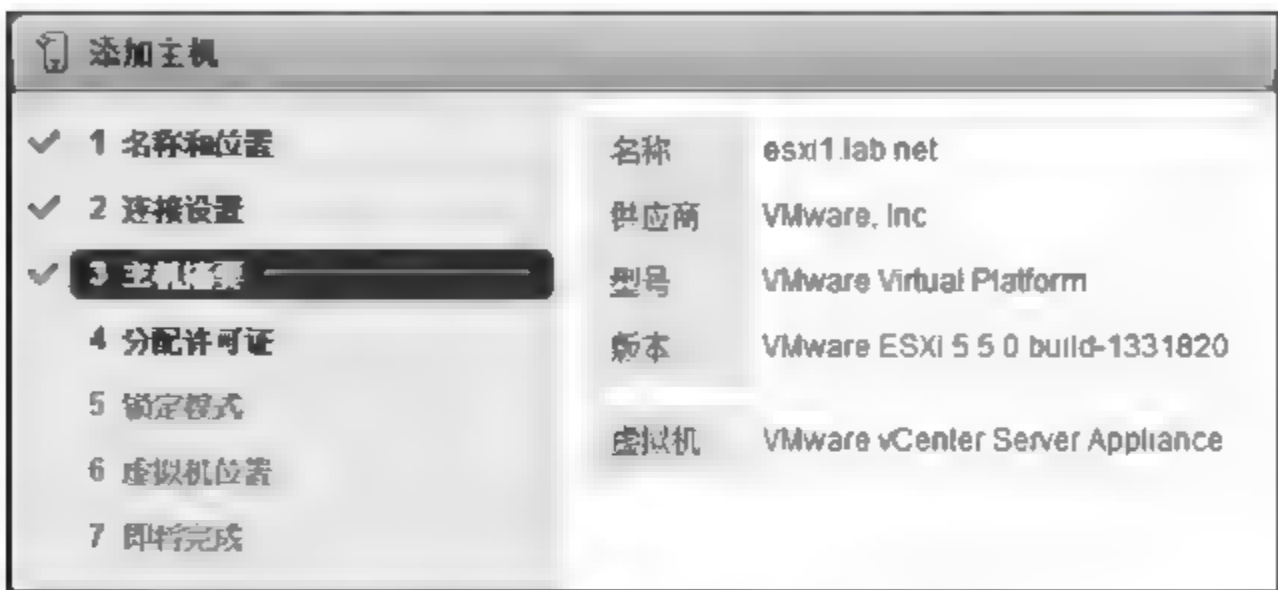 添加主机
1 名称和位置
2 连接设置
3 主机摘要
4 分配许可证
5 锁定模式
6 虚拟机位置
7 即将完成
名称 esxi1.lab.net
供应商 VMware, Inc
型号 VMware Virtual Platform
版本 VMware ESXi 5.5.0 build-1331820
虚拟机 VMware vCenter Server Appliance